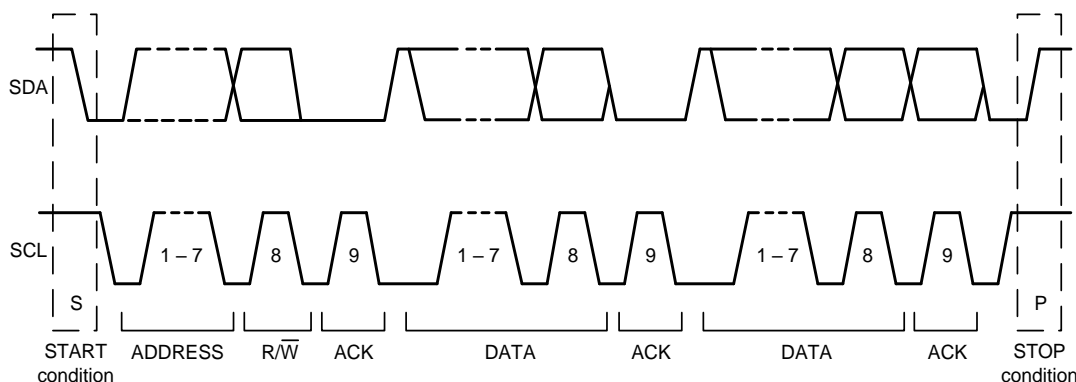 SDA
SCL
1 – 7
8
9
1 – 7
8
9
1 – 7
8
9
S
P
START
condition
ADDRESS
R/W̅
ACK
DATA
ACK
DATA
ACK
STOP
condition